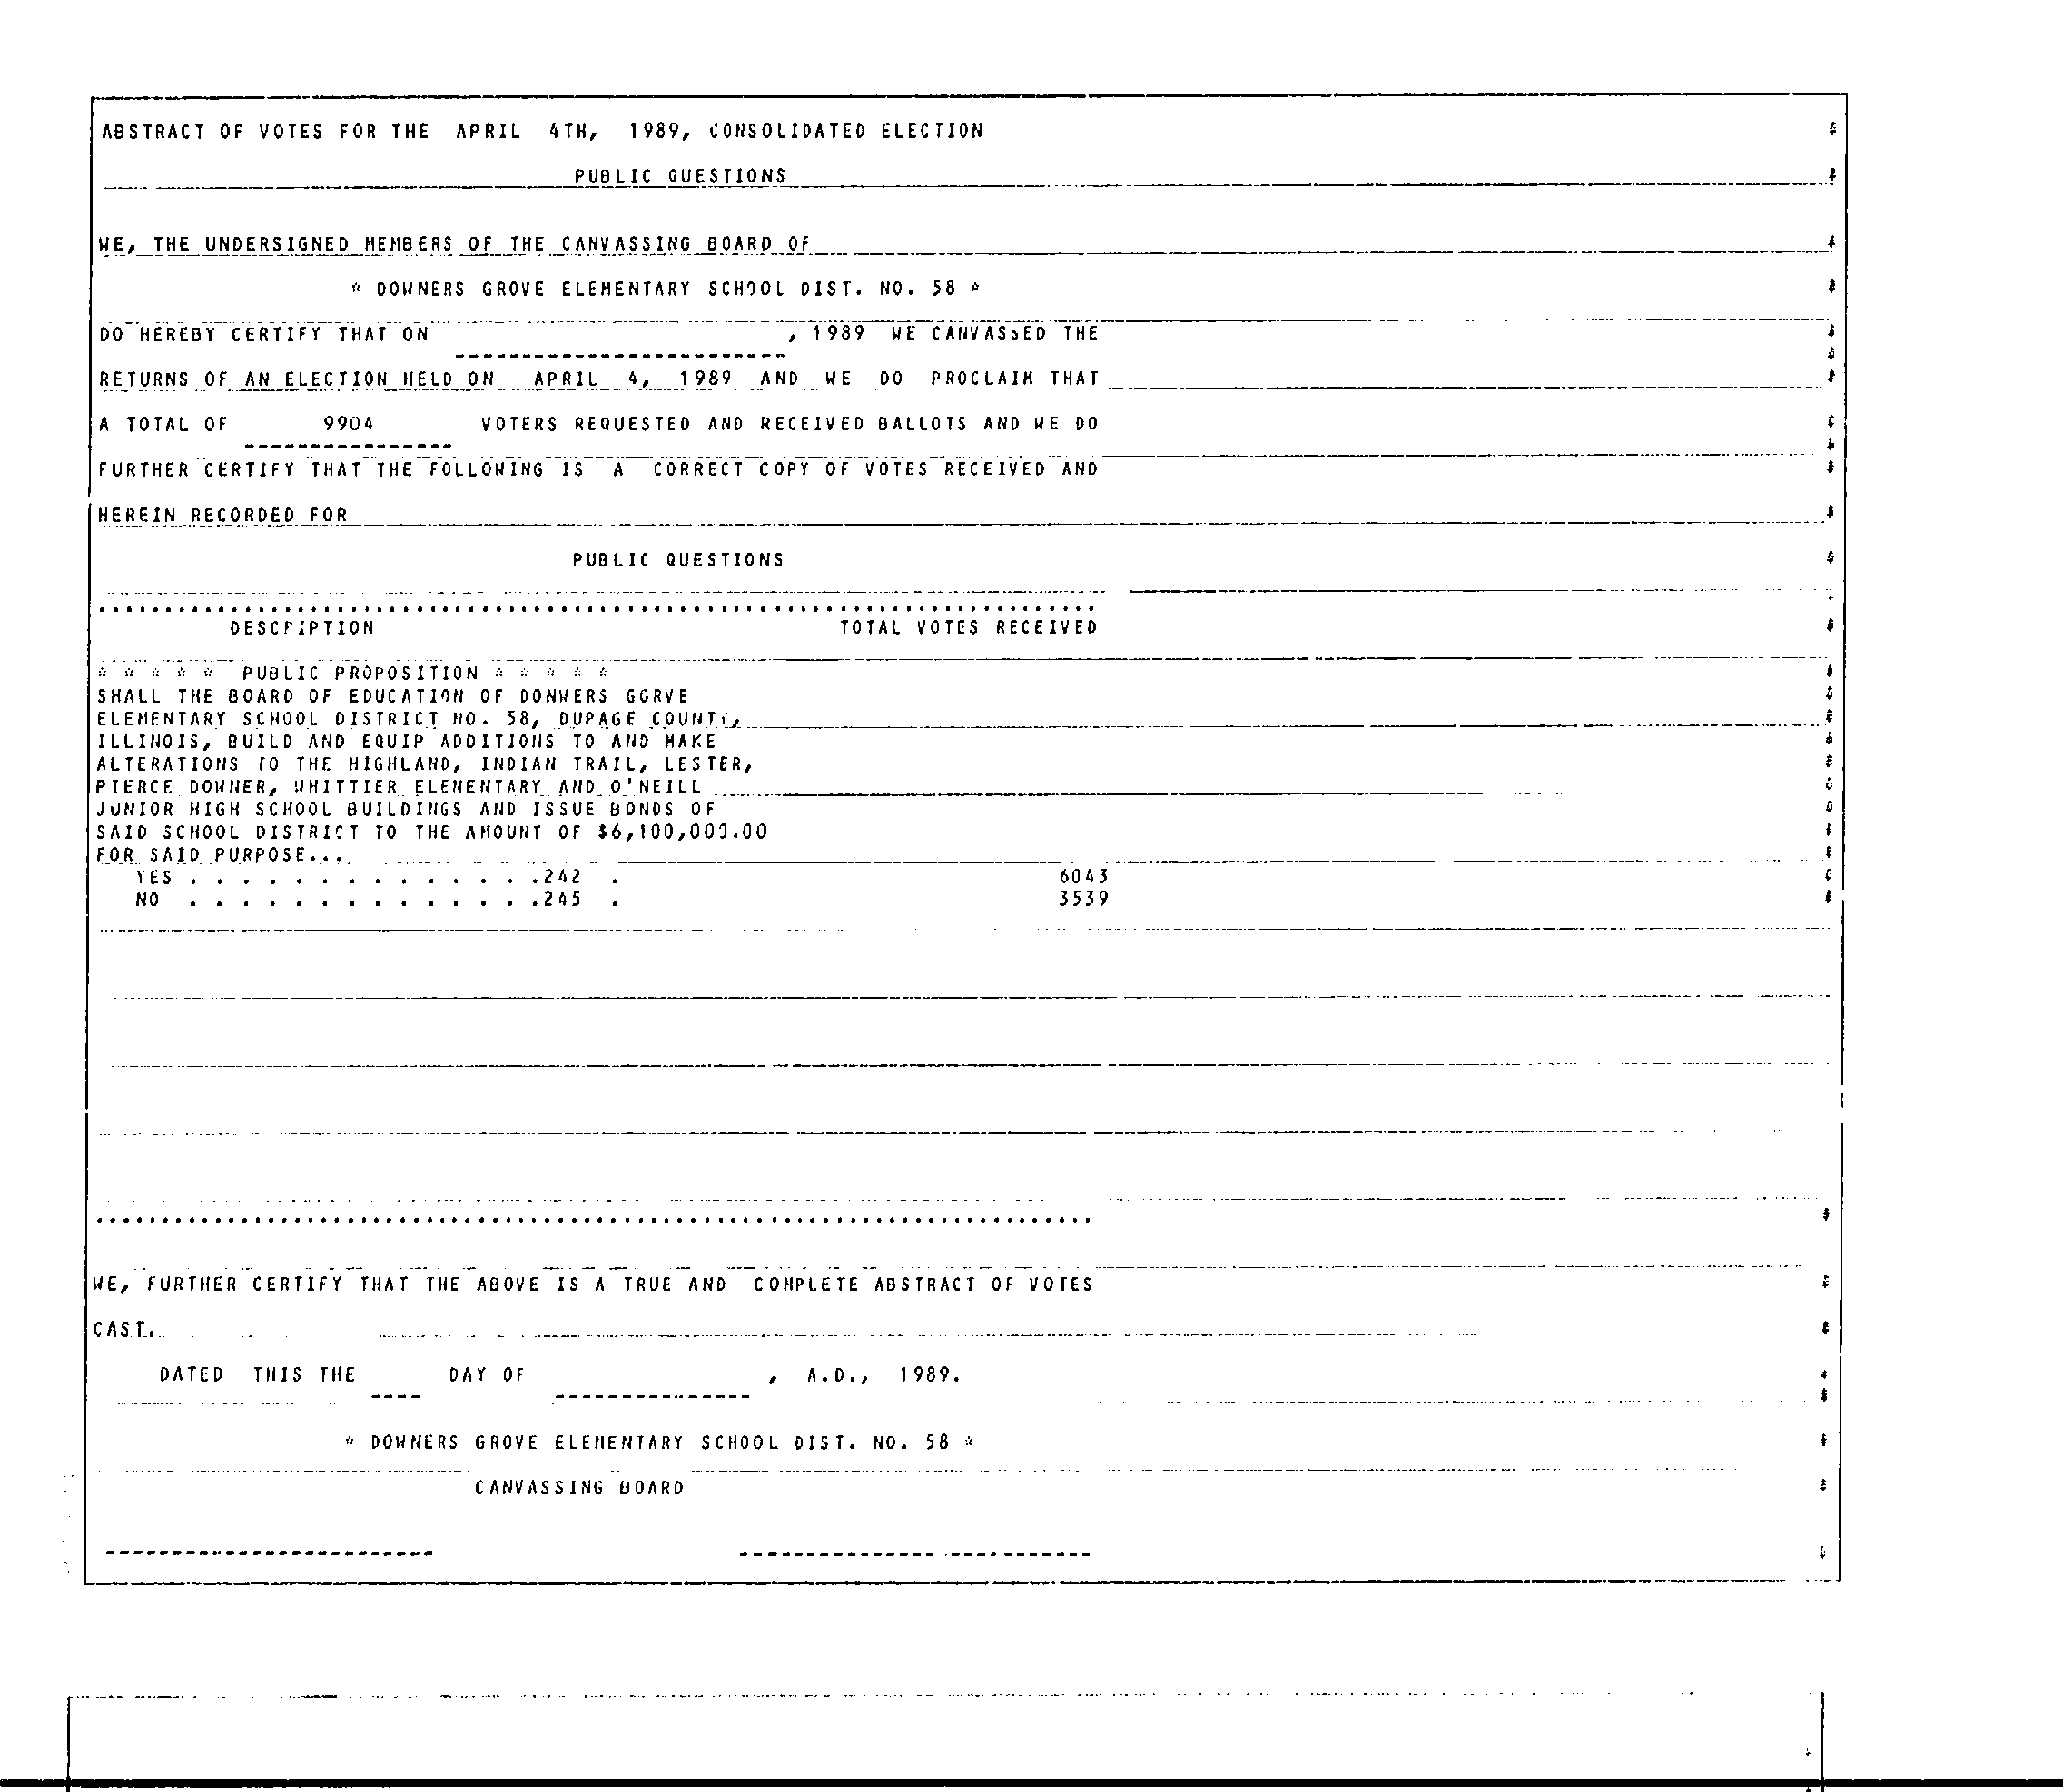 ABSTRACT OF VOTES FOR THE APRIL 4TH, 1989, CONSOLIDATED ELECTION
PUBLIC QUESTIONS
WE, THE UNDERSIGNED MEMBERS OF THE CANVASSING BOARD OF
* DOWNERS GROVE ELEMENTARY SCHOOL DIST. NO. 58 *
DO HEREBY CERTIFY THAT ON , 1989 WE CANVASSED THE
RETURNS OF AN ELECTION HELD ON APRIL 4, 1989 AND WE DO PROCLAIM THAT
A TOTAL OF 9904 VOTERS REQUESTED AND RECEIVED BALLOTS AND WE DO
FURTHER CERTIFY THAT THE FOLLOWING IS A CORRECT COPY OF VOTES RECEIVED AND
HEREIN RECORDED FOR
PUBLIC QUESTIONS
DESCRIPTION TOTAL VOTES RECEIVED
* * * * * PUBLIC PROPOSITION * * * * *
SHALL THE BOARD OF EDUCATION OF DONWERS GORVE
ELEMENTARY SCHOOL DISTRICT NO. 58, DUPAGE COUNTY,
ILLINOIS, BUILD AND EQUIP ADDITIONS TO AND MAKE
ALTERATIONS TO THE HIGHLAND, INDIAN TRAIL, LESTER,
PIERCE DOWNER, WHITTIER ELEMENTARY AND O'NEILL
JUNIOR HIGH SCHOOL BUILDINGS AND ISSUE BONDS OF
SAID SCHOOL DISTRICT TO THE AMOUNT OF $6,100,000.00
FOR SAID PURPOSE...
YES . . . . . . . . . . . . . .242 . 6043
NO . . . . . . . . . . . . . .245 . 3539
WE, FURTHER CERTIFY THAT THE ABOVE IS A TRUE AND COMPLETE ABSTRACT OF VOTES
CAST.
DATED THIS THE DAY OF , A.D., 1989.
* DOWNERS GROVE ELEMENTARY SCHOOL DIST. NO. 58 *
CANVASSING BOARD